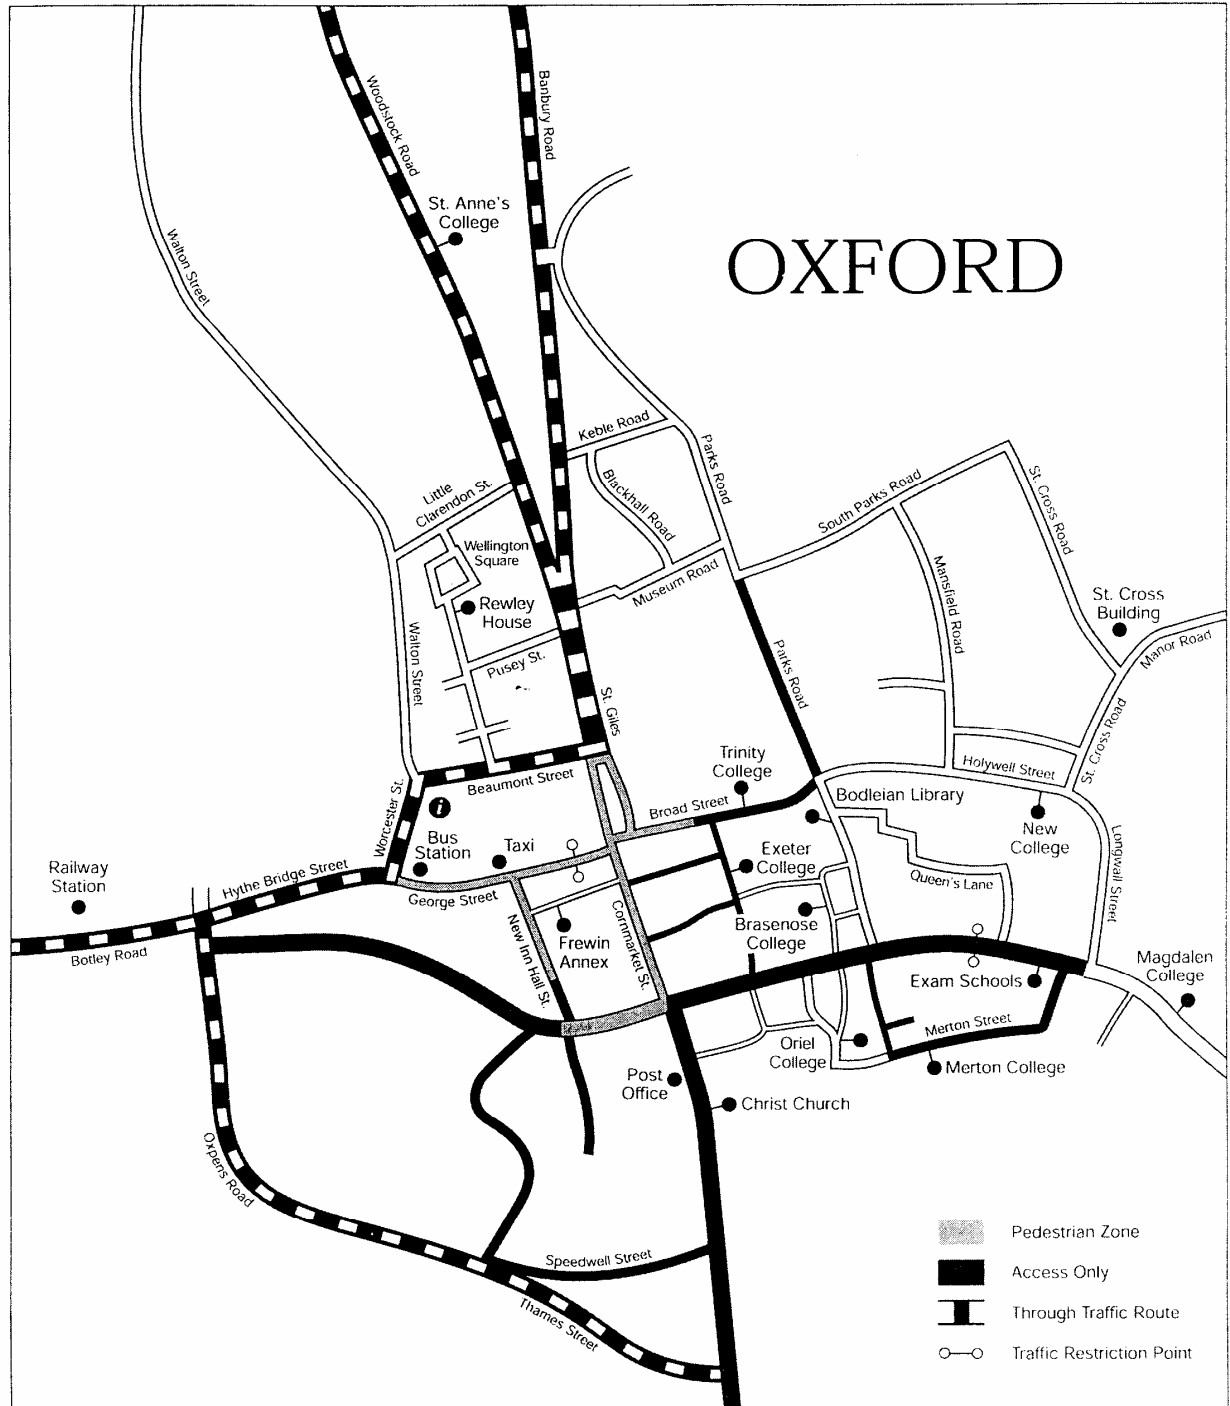 Woodstock Road
Banbury Road
St. Anne's
College
OXFORD
Walton Street
Keble Road
Parks Road
Blackhall Road
South Parks Road
St. Cross Road
Little
Clarendon St.
Wellington
Square
Museum Road
Mansfield Road
Rewley
House
St. Cross
Building
Manor Road
Walton Street
Pusey St.
Parks Road
St. Giles
St. Cross Road
Trinity
College
Holywell Street
Beaumont Street
Broad Street
Bodleian Library
Worcester St.
i
Bus
Station
Taxi
New
College
Longwall Street
Exeter
College
Railway
Station
Hythe Bridge Street
George Street
Queen's Lane
New Inn Hall St.
Cornmarket St.
Brasenose
College
Frewin
Annex
Botley Road
Magdalen
College
Exam Schools
Merton Street
Oriel
College
Merton College
Post
Office
Christ Church
Oxpens Road
Speedwell Street
Thames Street
Pedestrian Zone
Access Only
Through Traffic Route
Traffic Restriction Point